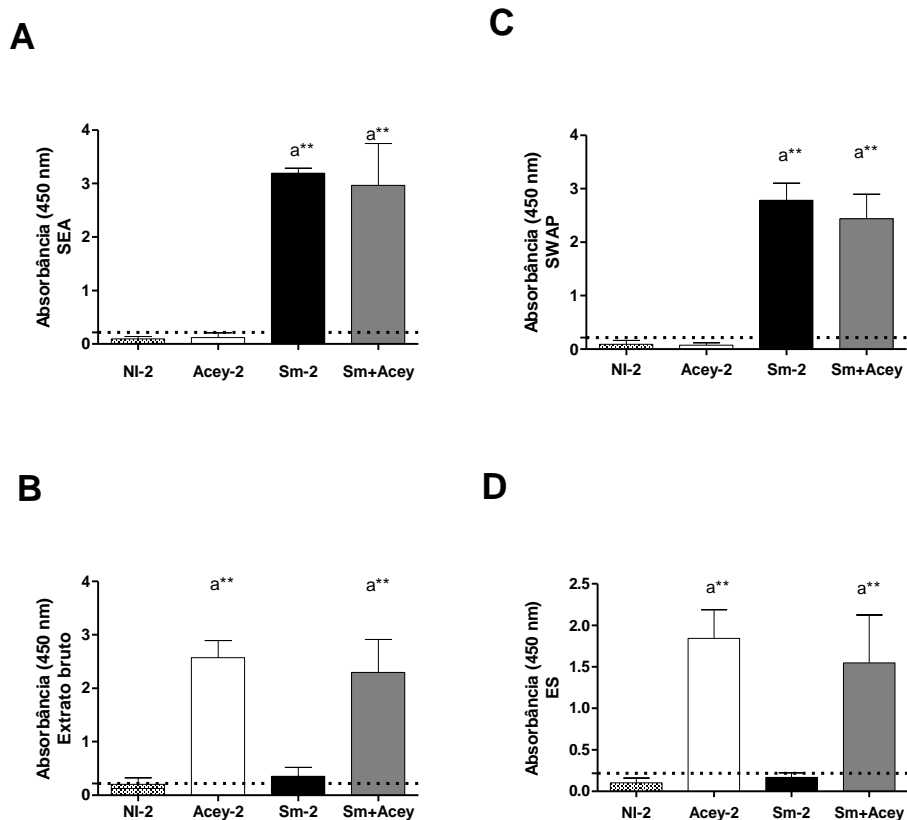 A
Absorbância (450 nm)
SEA
4
3
2
1
0
a**
a**
NI-2 Acey-2 Sm-2 Sm+Acey
C
Absorbância (450 nm)
SWAP
4
3
2
1
0
a**
a**
NI-2 Acey-2 Sm-2 Sm+Acey
B
Absorbância (450 nm)
Extrato bruto
4
3
2
1
0
a**
a**
NI-2 Acey-2 Sm-2 Sm+Acey
D
Absorbância (450 nm)
ES
2.5
2.0
1.5
1.0
0.5
0.0
a**
a**
NI-2 Acey-2 Sm-2 Sm+Acey